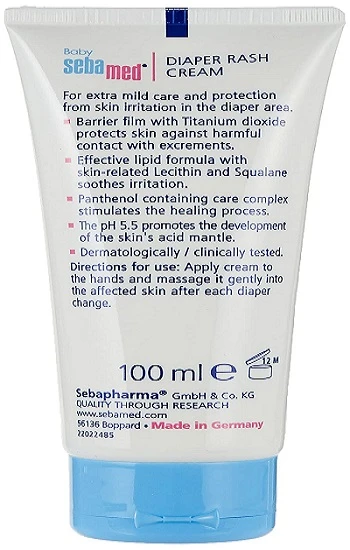 Baby
sebamed®
DIAPER RASH
CREAM
For extra mild care and protection
from skin irritation in the diaper area.
Barrier film with Titanium dioxide
protects skin against harmful
contact with excrements.
Effective lipid formula with
skin-related Lecithin and Squalane
soothes irritation.
Panthenol containing care complex
stimulates the healing process.
The pH 5.5 promotes the development
of the skin's acid mantle.
Dermatologically / clinically tested.
Directions for use: Apply cream to
the hands and massage it gently into
the affected skin after each diaper
change.
100 ml e 12 M
Sebapharma® GmbH & Co. KG
QUALITY THROUGH RESEARCH
www.sebamed.com
56136 Boppard • Made in Germany
22022485